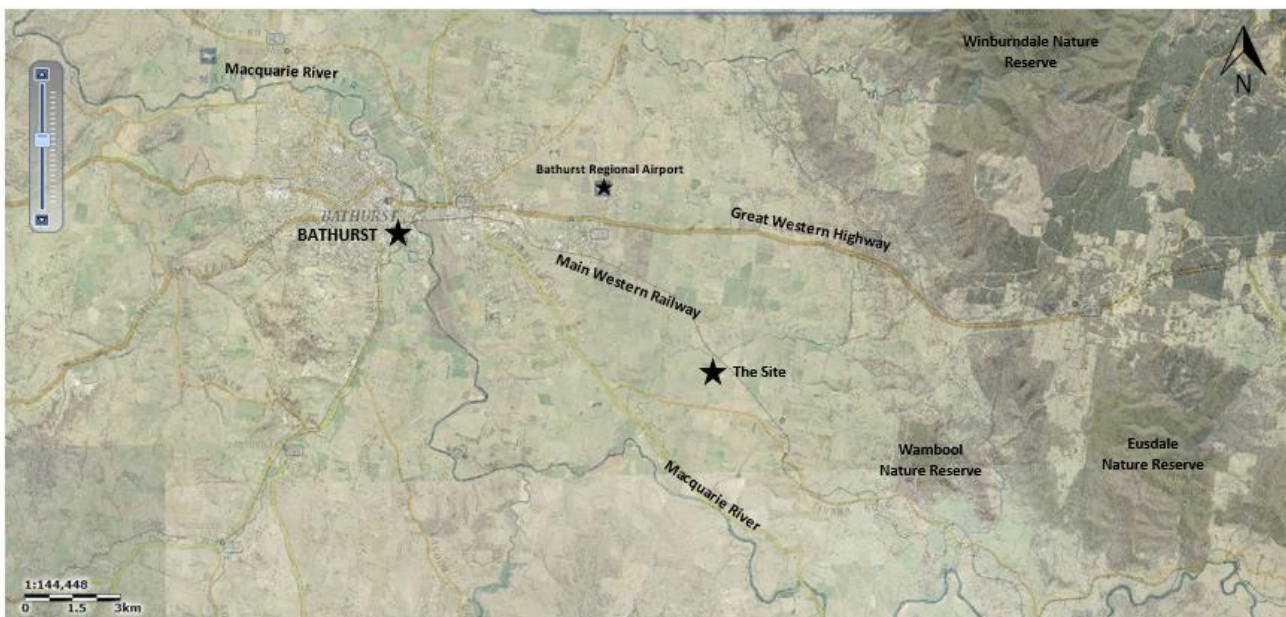 Winburndale Nature
Reserve
N
Macquarie River
Bathurst Regional Airport
BATHURST
BATHURST
Great Western Highway
Main Western Railway
The Site
Wambool
Nature Reserve
Eusdale
Nature Reserve
Macquarie River
1:144,448
0 1.5 3km